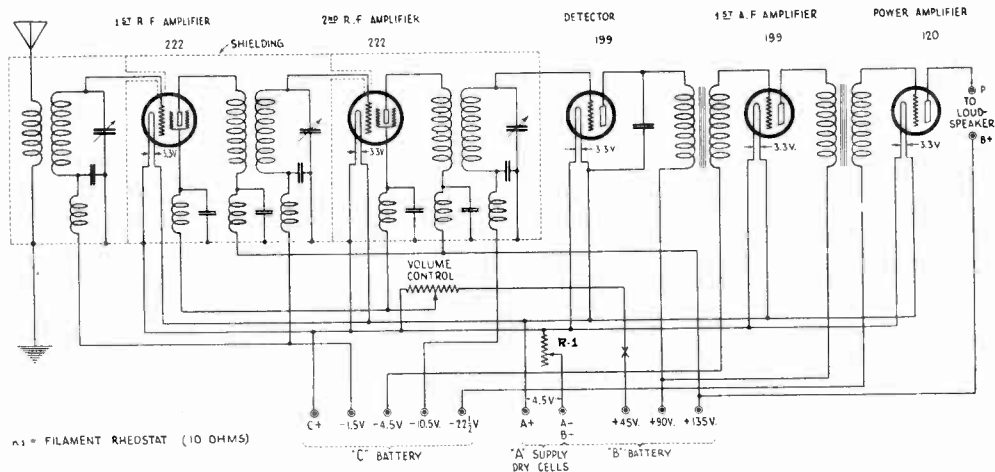 1ST R F AMPLIFIER 2ND R.F AMPLIFIER DETECTOR 1ST A.F AMPLIFIER POWER AMPLIFIER
222 222 199 199 120
SHIELDING
P
TO
LOUD-
SPEAKER
B+
3.3V 3.3V 3.3V 3.3V. 3.3V
VOLUME
CONTROL
R-1
4.5V
C+ -1.5V. -4.5V -10.5V. -22½V A+ A- +45V. +90V. +135V.
B-
"C" BATTERY "A" SUPPLY "B" BATTERY
DRY CELLS
= FILAMENT RHEOSTAT (10 OHMS)